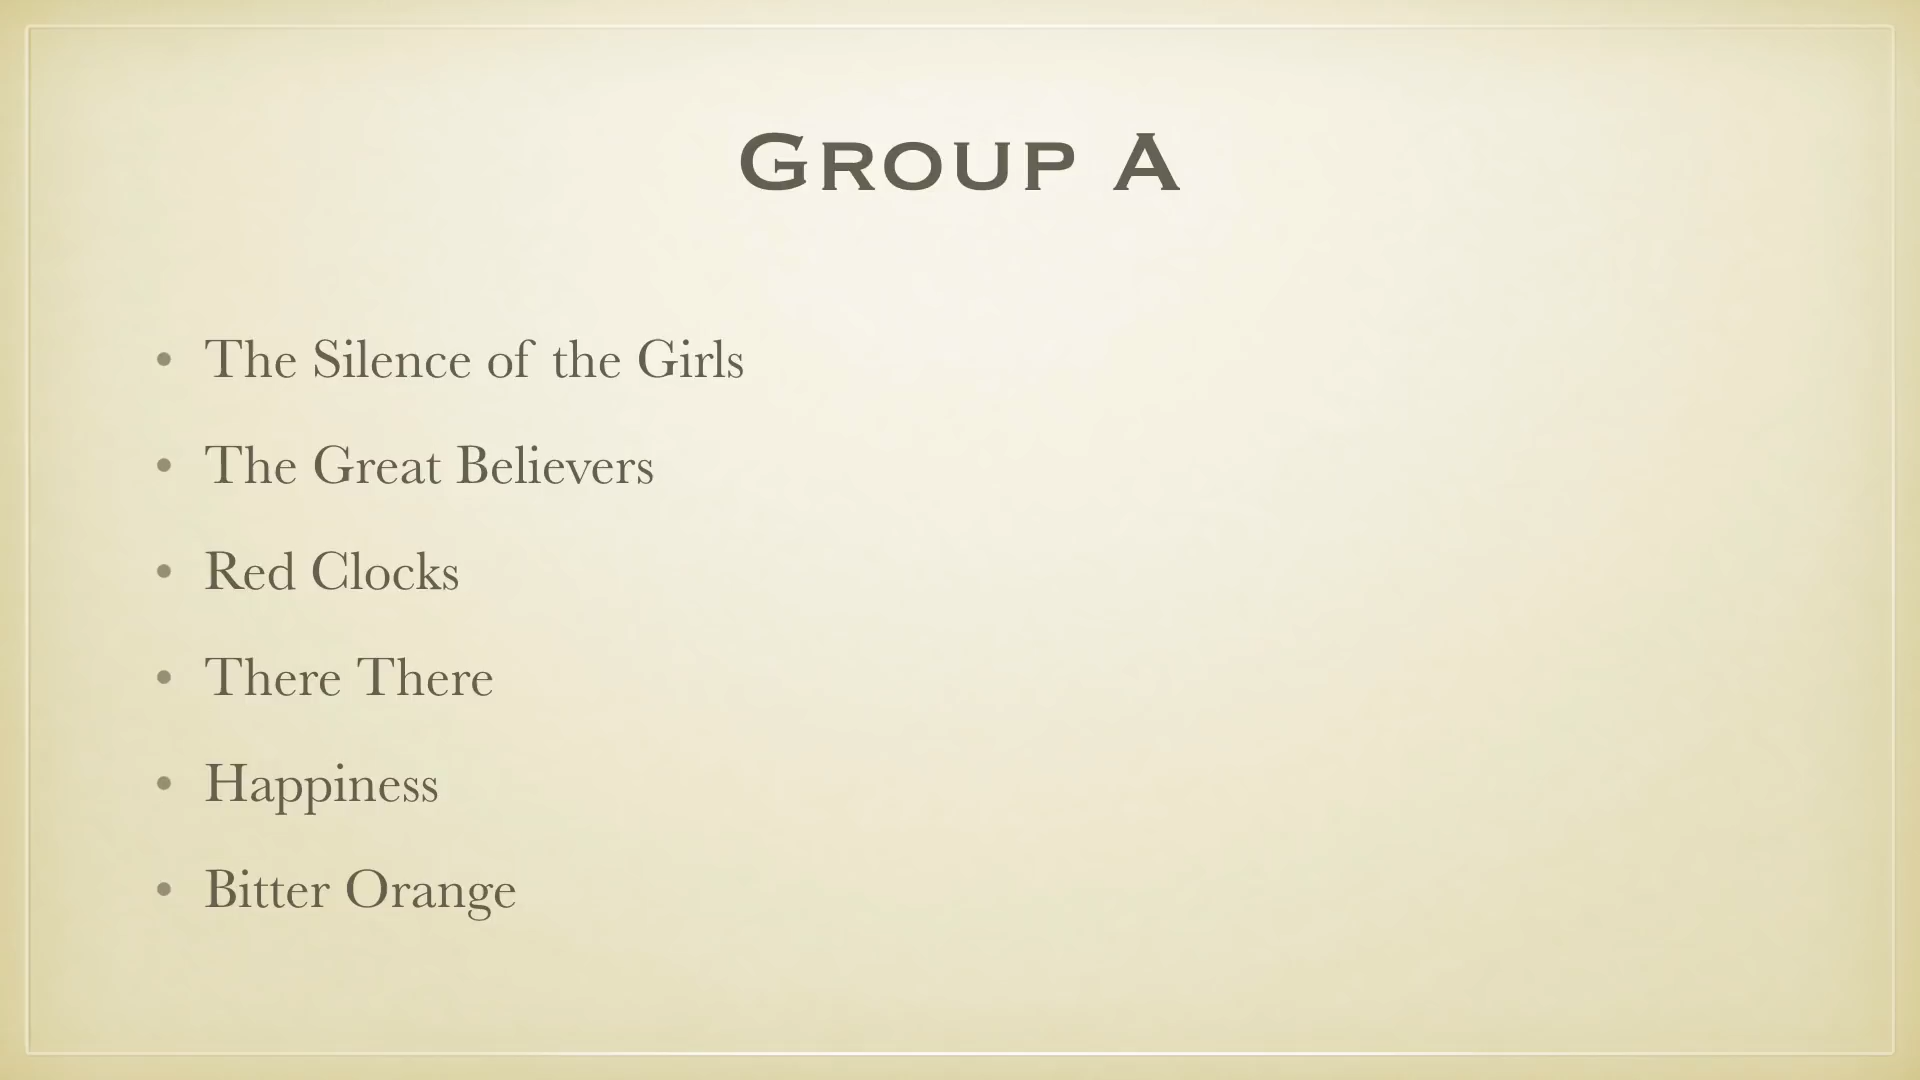 Group A
• The Silence of the Girls
• The Great Believers
• Red Clocks
• There There
• Happiness
• Bitter Orange